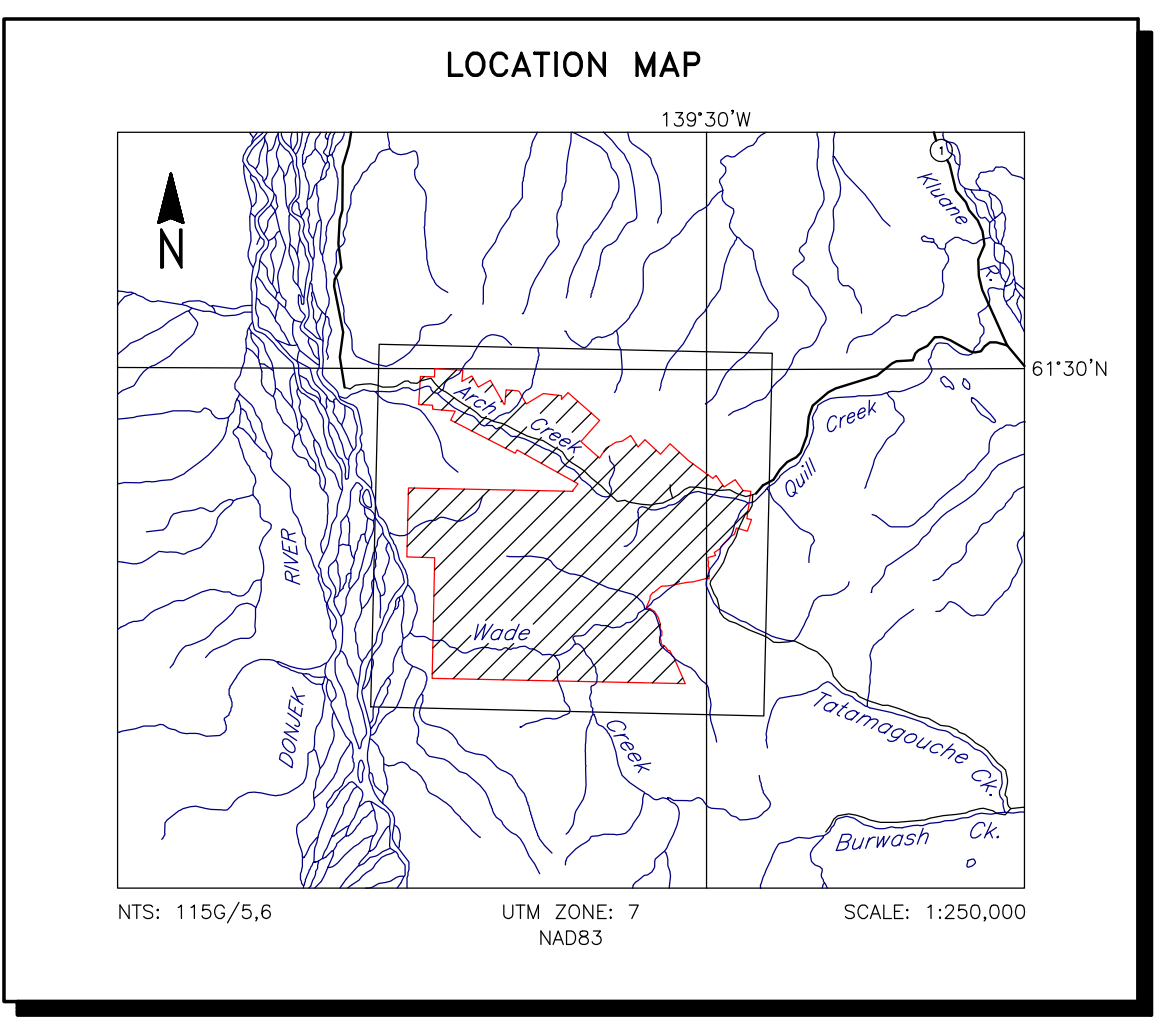 LOCATION MAP
139°30'W
1
Kluane
R.
N
61°30'N
Arch
Creek
Creek
Quill
RIVER
Wade
DONJEK
Creek
Tatamagouche Ck.
Burwash Ck.
NTS: 115G/5,6
UTM ZONE: 7
SCALE: 1:250,000
NAD83